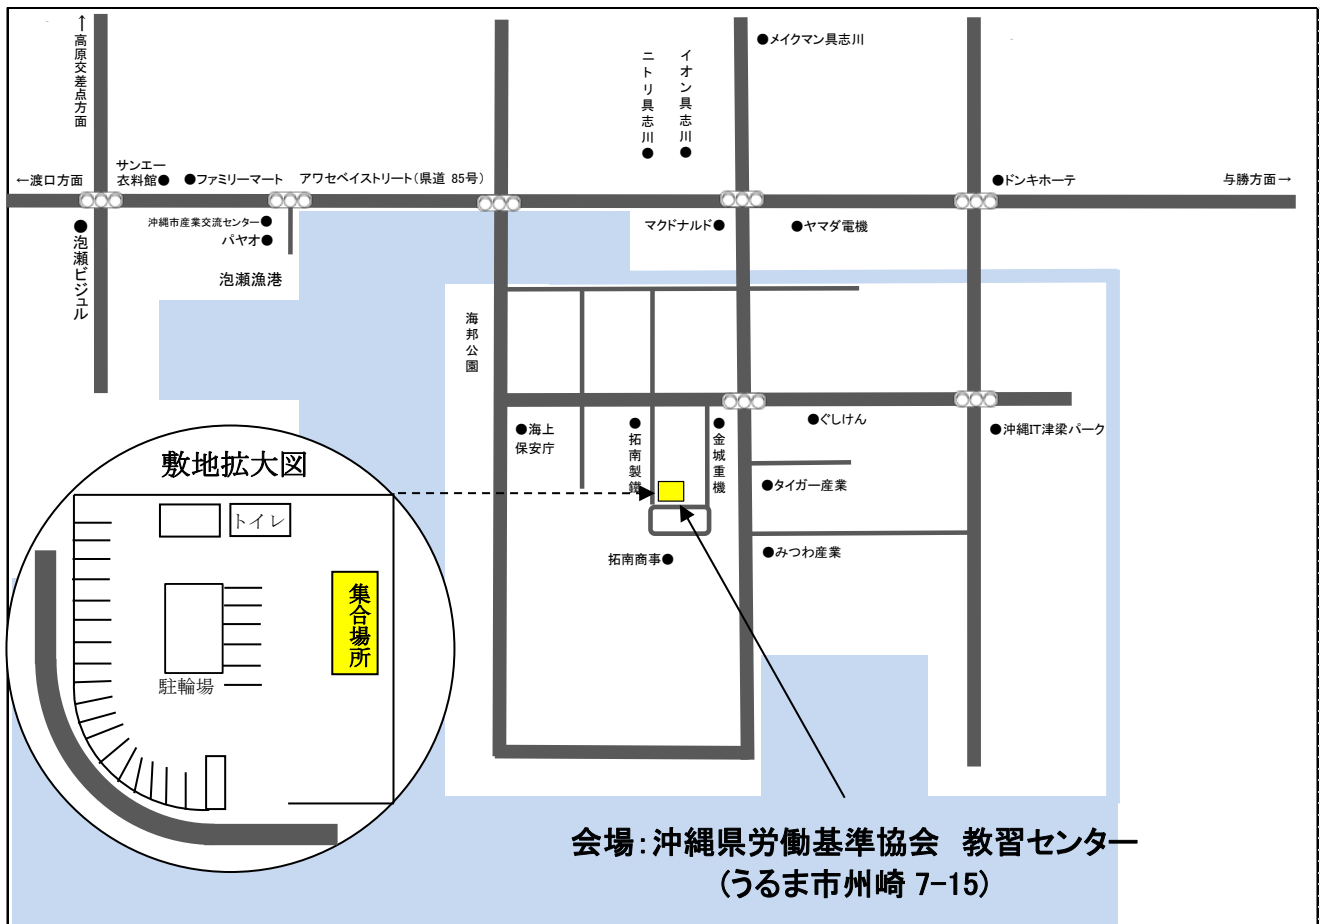 ↑高原交差点方面
●メイクマン具志川
ニトリ具志川●
イオン具志川●
←渡口方面
サンエー
衣料館●
●ファミリーマート
アワセベイストリート(県道 85号)
●ドンキホーテ
与勝方面→
●泡瀬ビジュル
沖縄市産業交流センター●
パヤオ●
マクドナルド●
●ヤマダ電機
泡瀬漁港
海邦公園
●海上
保安庁
●拓南製鐵
●金城重機
●ぐしけん
●沖縄IT津梁パーク
●タイガー産業
拓南商事●
●みつわ産業
敷地拡大図
トイレ
集合場所
駐輪場
会場:沖縄県労働基準協会 教習センター
(うるま市州崎 7-15)